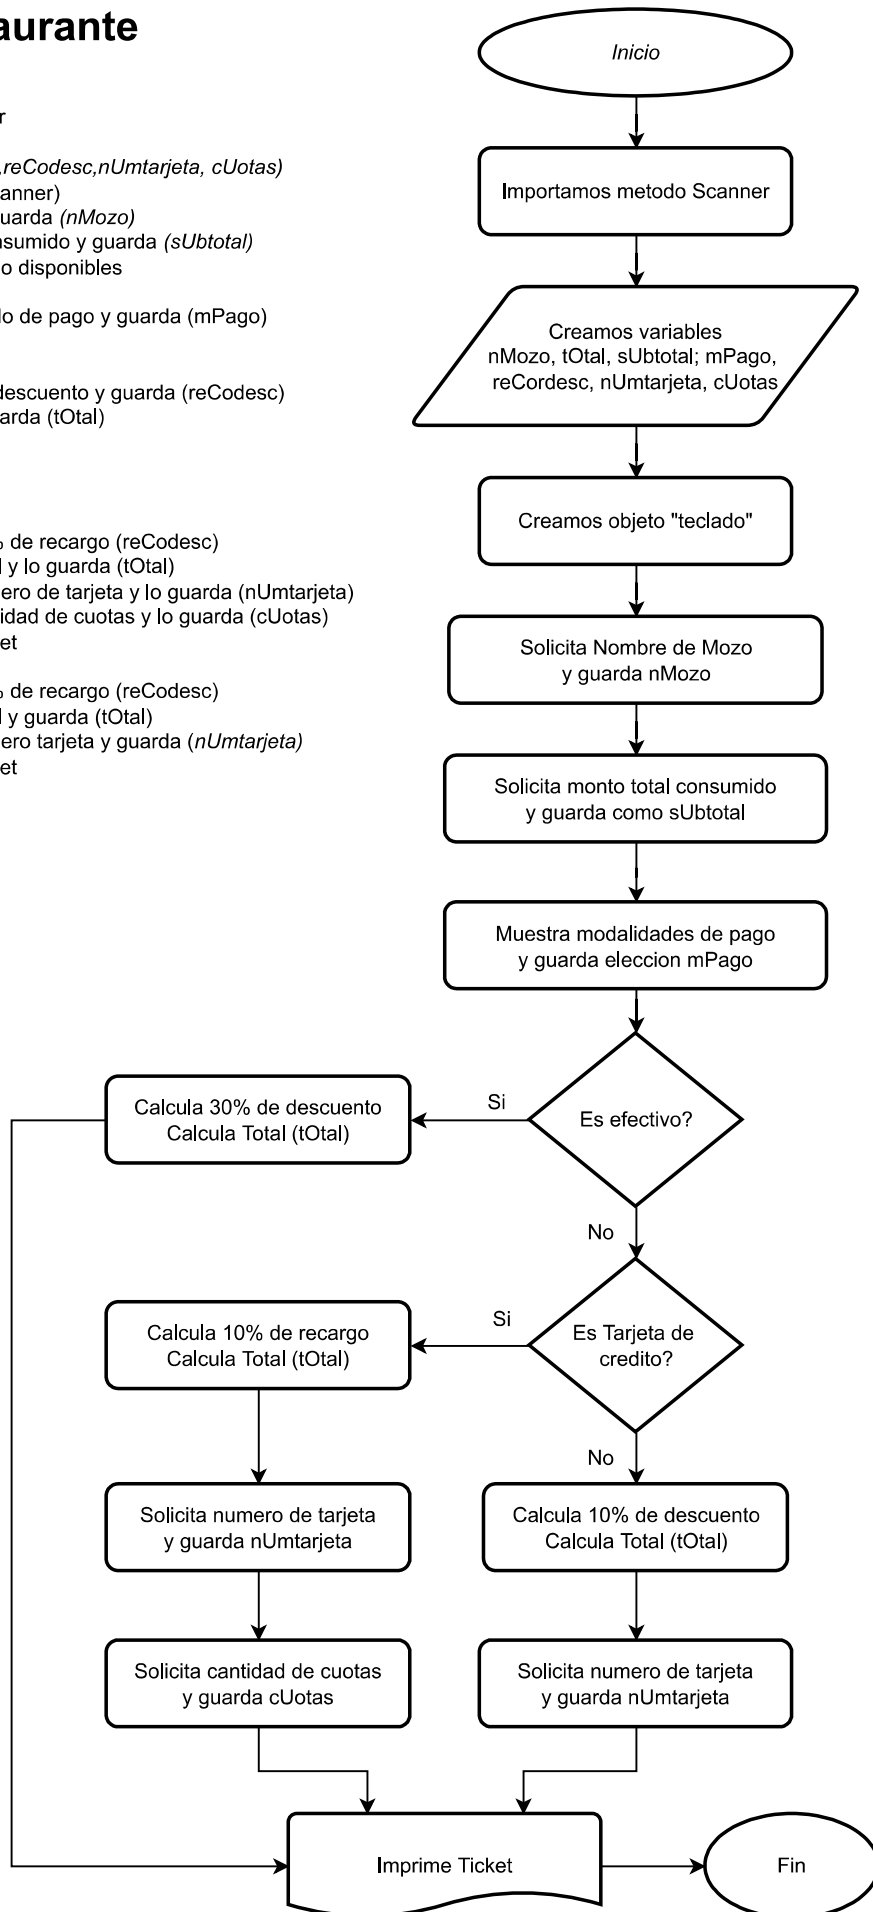 aurante
r
,reCodesc,nUmtarjeta, cUotas)
anner)
uarda (nMozo)
nsumido y guarda (sUbtotal)
o disponibles
lo de pago y guarda (mPago)
descuento y guarda (reCodesc)
arda (tOtal)
% de recargo (reCodesc)
l y lo guarda (tOtal)
ero de tarjeta y lo guarda (nUmtarjeta)
idad de cuotas y lo guarda (cUotas)
et
% de recargo (reCodesc)
l y guarda (tOtal)
ero tarjeta y guarda (nUmtarjeta)
et
Inicio
Importamos metodo Scanner
Creamos variables
nMozo, tOtal, sUbtotal; mPago,
reCordesc, nUmtarjeta, cUotas
Creamos objeto "teclado"
Solicita Nombre de Mozo
y guarda nMozo
Solicita monto total consumido
y guarda como sUbtotal
Muestra modalidades de pago
y guarda eleccion mPago
Es efectivo?
Si
Calcula 30% de descuento
Calcula Total (tOtal)
No
Es Tarjeta de
credito?
Si
Calcula 10% de recargo
Calcula Total (tOtal)
No
Solicita numero de tarjeta
y guarda nUmtarjeta
Calcula 10% de descuento
Calcula Total (tOtal)
Solicita cantidad de cuotas
y guarda cUotas
Solicita numero de tarjeta
y guarda nUmtarjeta
Imprime Ticket
Fin